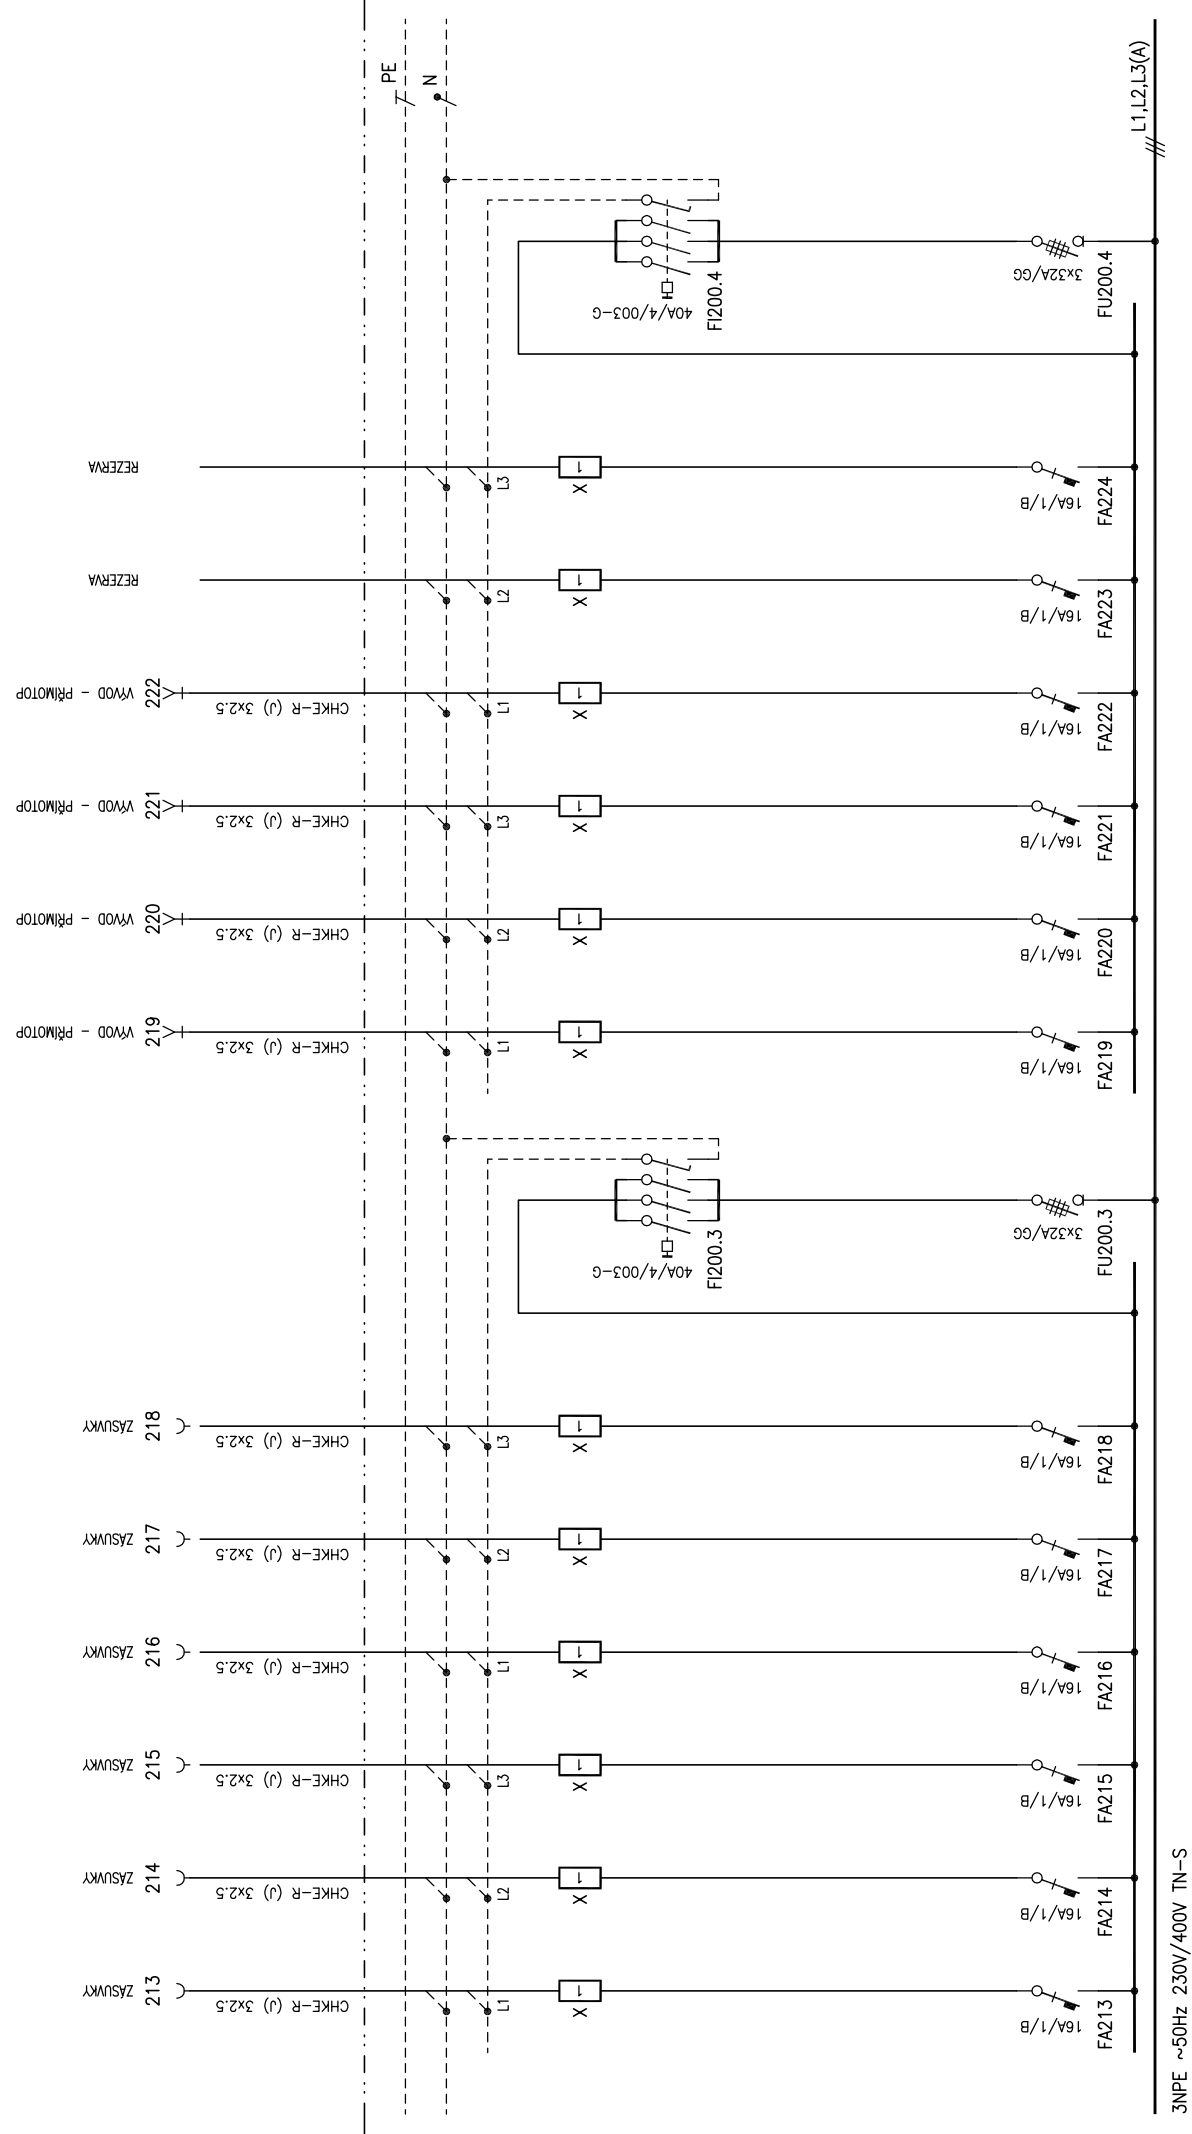 3NPE ~50Hz 230V/400V TN-S
ZÁSUVKY
213
CHKE-R (J) 3x2.5
L1
1
X
16A/1/B
FA213
ZÁSUVKY
214
CHKE-R (J) 3x2.5
L2
1
X
16A/1/B
FA214
ZÁSUVKY
215
CHKE-R (J) 3x2.5
L3
1
X
16A/1/B
FA215
ZÁSUVKY
216
CHKE-R (J) 3x2.5
L1
1
X
16A/1/B
FA216
ZÁSUVKY
217
CHKE-R (J) 3x2.5
L2
1
X
16A/1/B
FA217
ZÁSUVKY
218
CHKE-R (J) 3x2.5
L3
1
X
16A/1/B
FA218
40A/4/003-G
FI200.3
3x32A/GG
FU200.3
VÝVOD - PŘÍMOTOP
219
CHKE-R (J) 3x2.5
L1
1
X
16A/1/B
FA219
VÝVOD - PŘÍMOTOP
220
CHKE-R (J) 3x2.5
L2
1
X
16A/1/B
FA220
VÝVOD - PŘÍMOTOP
221
CHKE-R (J) 3x2.5
L3
1
X
16A/1/B
FA221
VÝVOD - PŘÍMOTOP
222
CHKE-R (J) 3x2.5
L1
1
X
16A/1/B
FA222
REZERVA
L2
1
X
16A/1/B
FA223
REZERVA
L3
1
X
16A/1/B
FA224
40A/4/003-G
FI200.4
3x32A/GG
FU200.4
PE
N
L1,L2,L3(A)